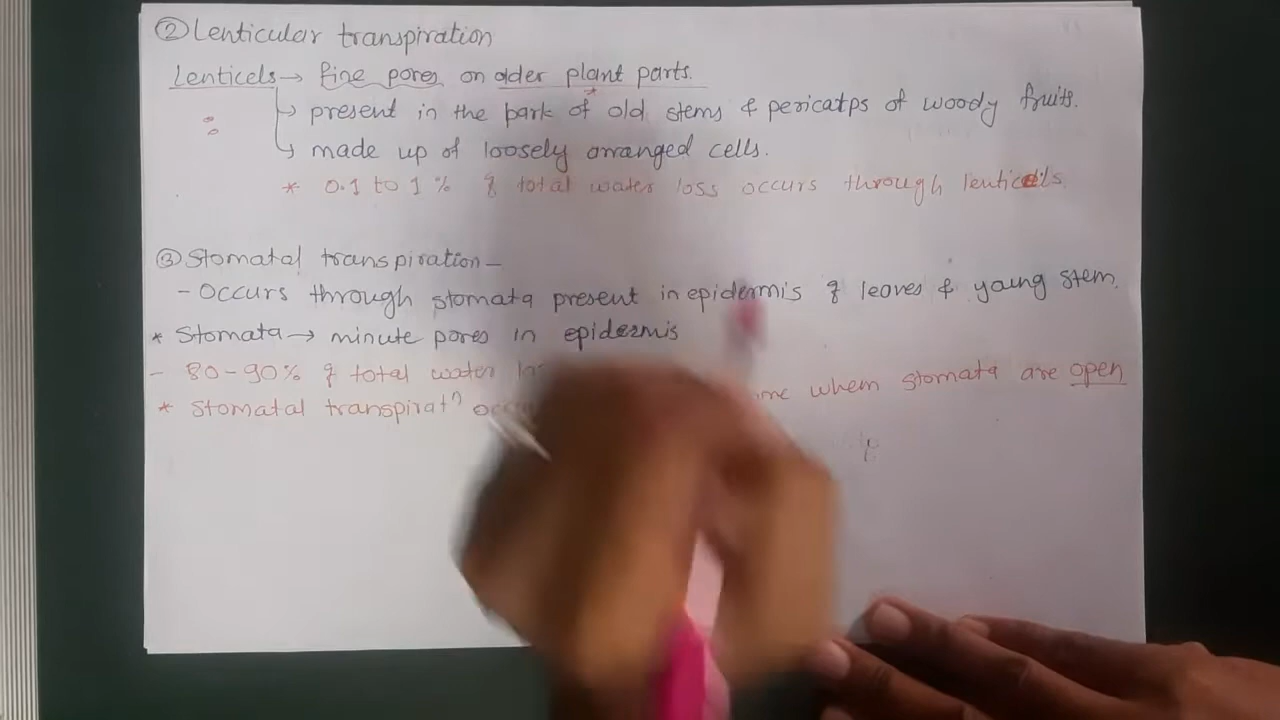 ② Lenticular transpiration
Lenticels → fine pores on older plant parts.
→ present in the bark of old stems & pericatps of woody fruits.
→ made up of loosely arranged cells.
* 0.1 to 1 % of total water loss occurs through lenticels.
③ Stomatal transpiration –
- Occurs through stomata present in epidermis of leaves & young stem.
* Stomata → minute pores in epidermis
- 80-90% of total water
* Stomatal transpiratⁿ when stomata are open